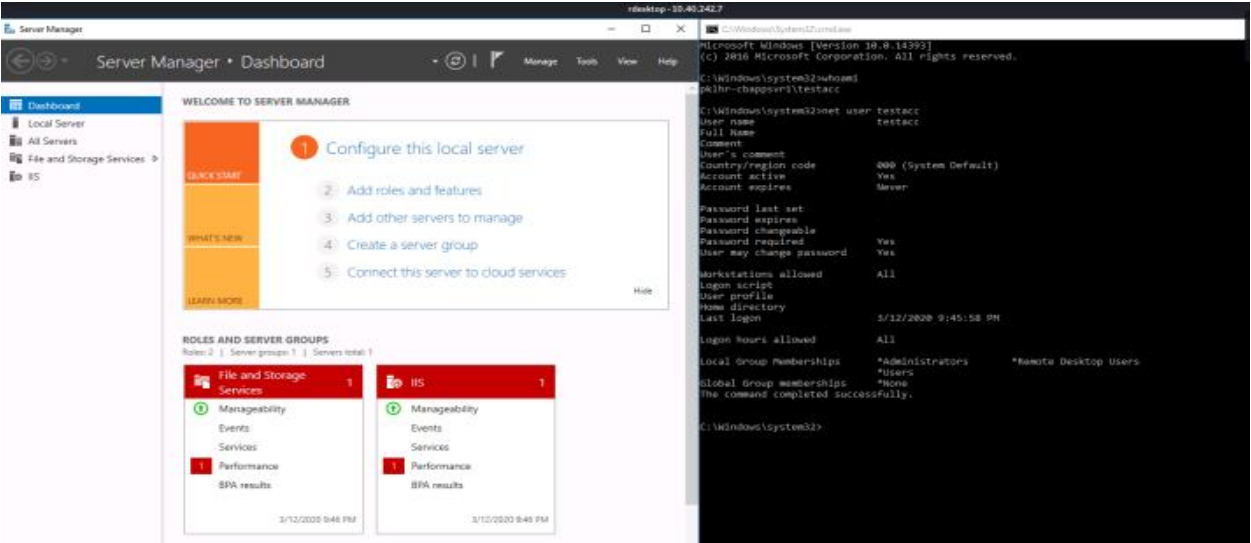 rdesktop - 10.40.242.7
Server Manager
Server Manager • Dashboard
Manage Tools View Help
Dashboard
Local Server
All Servers
File and Storage Services
IIS
WELCOME TO SERVER MANAGER
QUICK START
WHAT'S NEW
LEARN MORE
1 Configure this local server
2 Add roles and features
3 Add other servers to manage
4 Create a server group
5 Connect this server to cloud services
Hide
ROLES AND SERVER GROUPS
Roles: 2 | Server groups: 1 | Servers total: 1
File and Storage Services 1
Manageability
Events
Services
1 Performance
BPA results
3/12/2020 9:46 PM
IIS 1
Manageability
Events
Services
1 Performance
BPA results
3/12/2020 9:46 PM
C:\Windows\System32\cmd.exe
Microsoft Windows [Version 10.0.14393]
(c) 2016 Microsoft Corporation. All rights reserved.
C:\Windows\system32>whoami
pklhr-cbappsvr1\testacc
C:\Windows\system32>net user testacc
User name testacc
Full Name
Comment
User's comment
Country/region code 000 (System Default)
Account active Yes
Account expires Never
Password last set
Password expires
Password changeable
Password required Yes
User may change password Yes
Workstations allowed All
Logon script
User profile
Home directory
Last logon 3/12/2020 9:45:58 PM
Logon hours allowed All
Local Group Memberships *Administrators *Remote Desktop Users
*Users
Global Group memberships *None
The command completed successfully.
C:\Windows\system32>